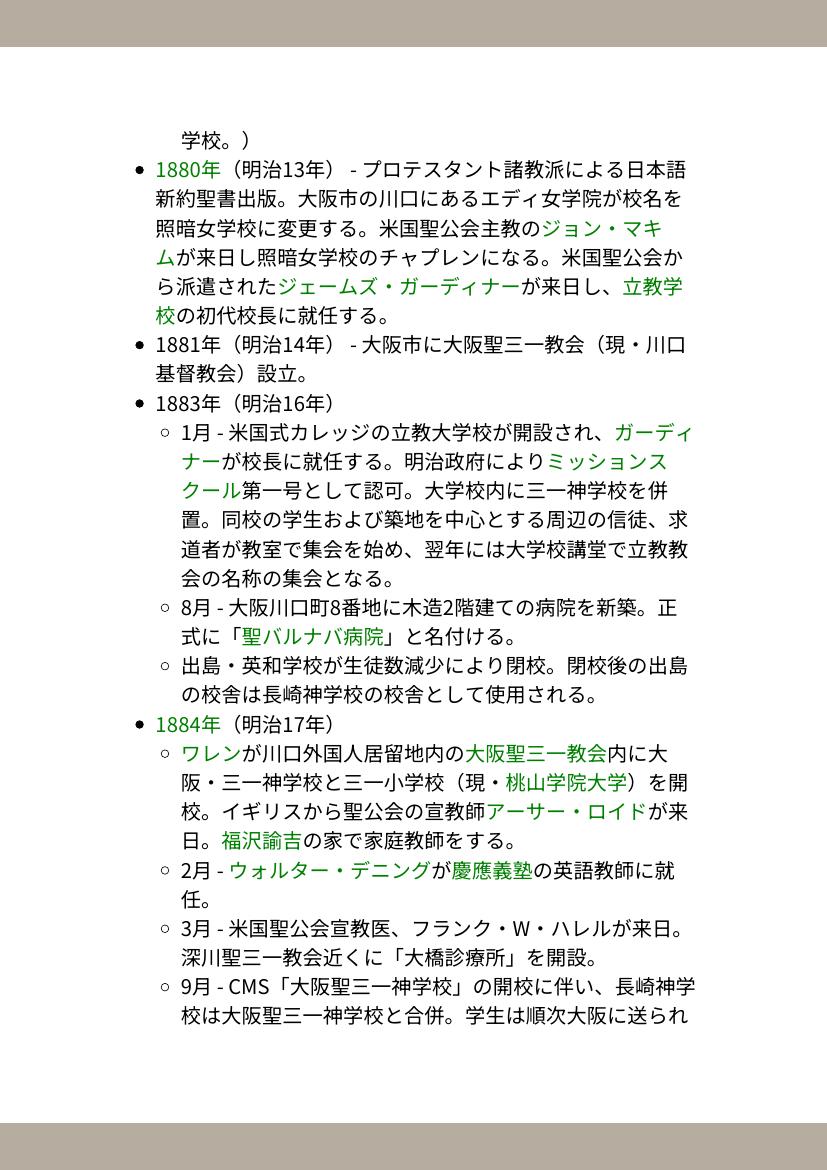 学校。）
• 1880年（明治13年） - プロテスタント諸教派による日本語
新約聖書出版。大阪市の川口にあるエディ女学院が校名を
照暗女学校に変更する。米国聖公会主教のジョン・マキ
ムが来日し照暗女学校のチャプレンになる。米国聖公会か
ら派遣されたジェームズ・ガーディナーが来日し、立教学
校の初代校長に就任する。
• 1881年（明治14年） - 大阪市に大阪聖三一教会（現・川口
基督教会）設立。
• 1883年（明治16年）
◦ 1月 - 米国式カレッジの立教大学校が開設され、ガーディ
ナーが校長に就任する。明治政府によりミッションス
クール第一号として認可。大学校内に三一神学校を併
置。同校の学生および築地を中心とする周辺の信徒、求
道者が教室で集会を始め、翌年には大学校講堂で立教教
会の名称の集会となる。
◦ 8月 - 大阪川口町8番地に木造2階建ての病院を新築。正
式に「聖バルナバ病院」と名付ける。
◦ 出島・英和学校が生徒数減少により閉校。閉校後の出島
の校舎は長崎神学校の校舎として使用される。
• 1884年（明治17年）
◦ ワレンが川口外国人居留地内の大阪聖三一教会内に大
阪・三一神学校と三一小学校（現・桃山学院大学）を開
校。イギリスから聖公会の宣教師アーサー・ロイドが来
日。福沢諭吉の家で家庭教師をする。
◦ 2月 - ウォルター・デニングが慶應義塾の英語教師に就
任。
◦ 3月 - 米国聖公会宣教医、フランク・W・ハレルが来日。
深川聖三一教会近くに「大橋診療所」を開設。
◦ 9月 - CMS「大阪聖三一神学校」の開校に伴い、長崎神学
校は大阪聖三一神学校と合併。学生は順次大阪に送られ